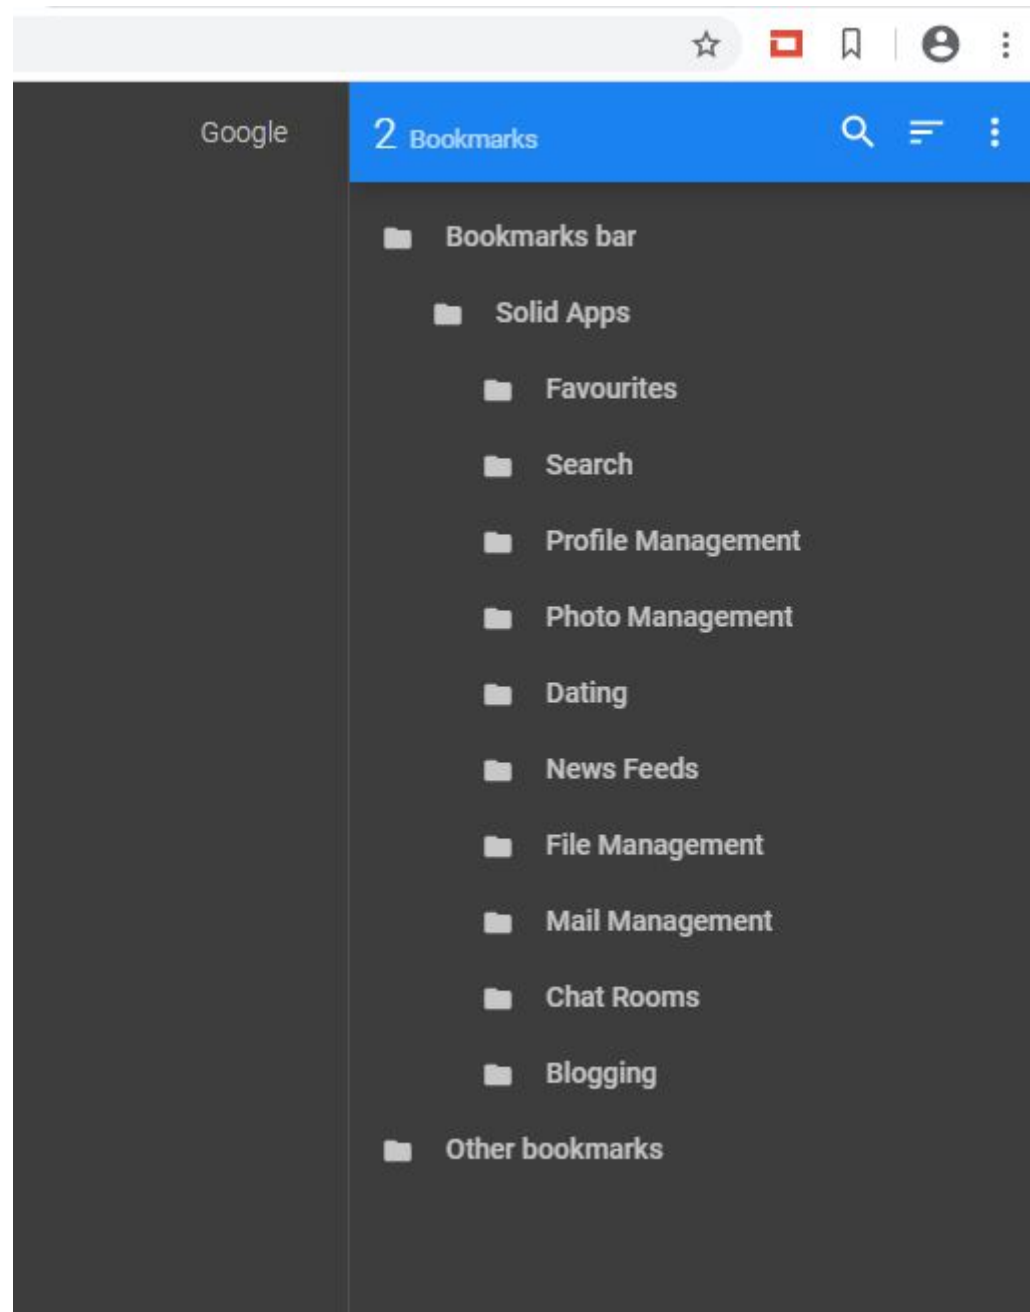 Google
2 Bookmarks
Bookmarks bar
Solid Apps
Favourites
Search
Profile Management
Photo Management
Dating
News Feeds
File Management
Mail Management
Chat Rooms
Blogging
Other bookmarks